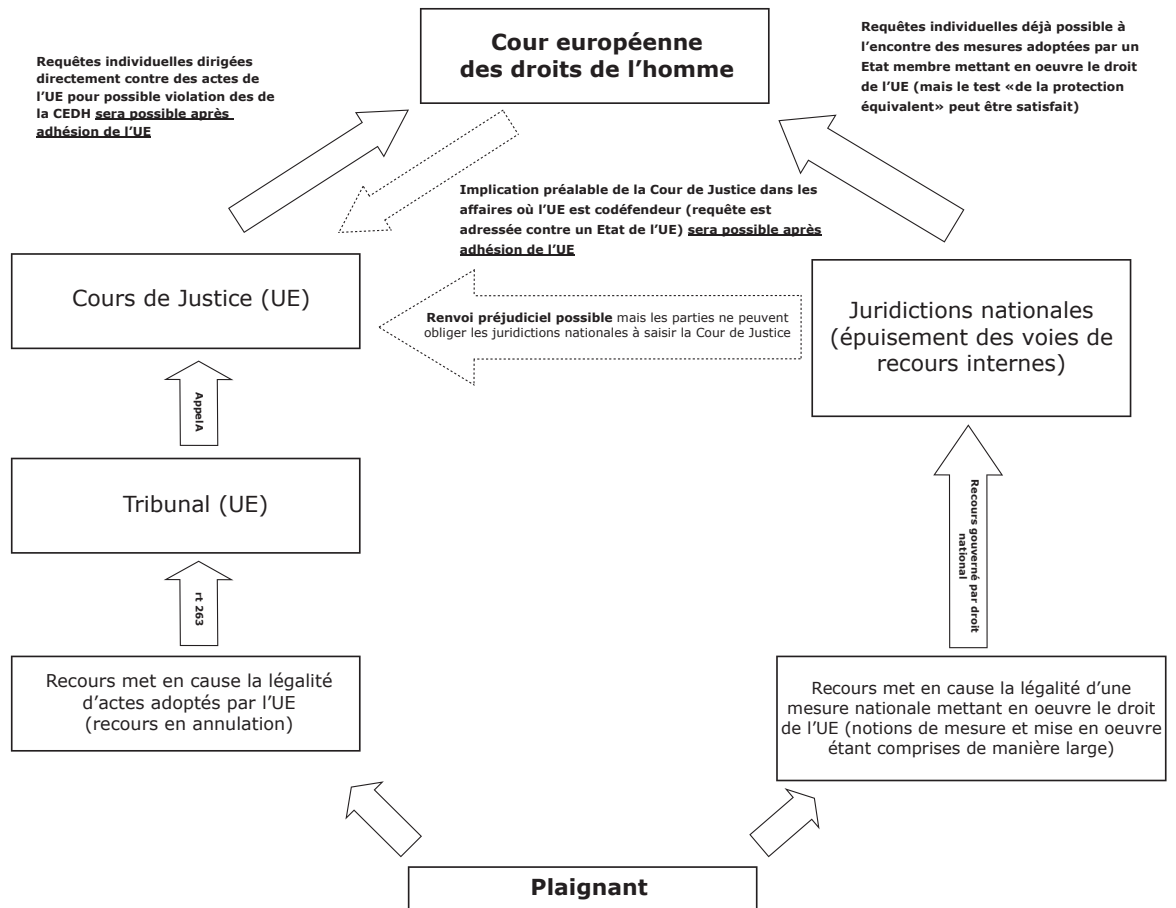 Cour européenne
des droits de l’homme
Requêtes individuelles dirigées
directement contre des actes de
l’UE pour possible violation des de
la CEDH sera possible après
adhésion de l’UE
Requêtes individuelles déjà possible à
l’encontre des mesures adoptées par un
Etat membre mettant en oeuvre le droit
de l’UE (mais le test «de la protection
équivalent» peut être satisfait)
Implication préalable de la Cour de Justice dans les
affaires où l’UE est codéfendeur (requête est
adressée contre un Etat de l’UE) sera possible après
adhésion de l’UE
Cours de Justice (UE)
Renvoi préjudiciel possible mais les parties ne peuvent
obliger les juridictions nationales à saisir la Cour de Justice
Juridictions nationales
(épuisement des voies de
recours internes)
AppelA
Tribunal (UE)
Recours gouverné par droit
national
rt 263
Recours met en cause la légalité
d’actes adoptés par l’UE
(recours en annulation)
Recours met en cause la légalité d’une
mesure nationale mettant en oeuvre le droit
de l’UE (notions de mesure et mise en oeuvre
étant comprises de manière large)
Plaignant